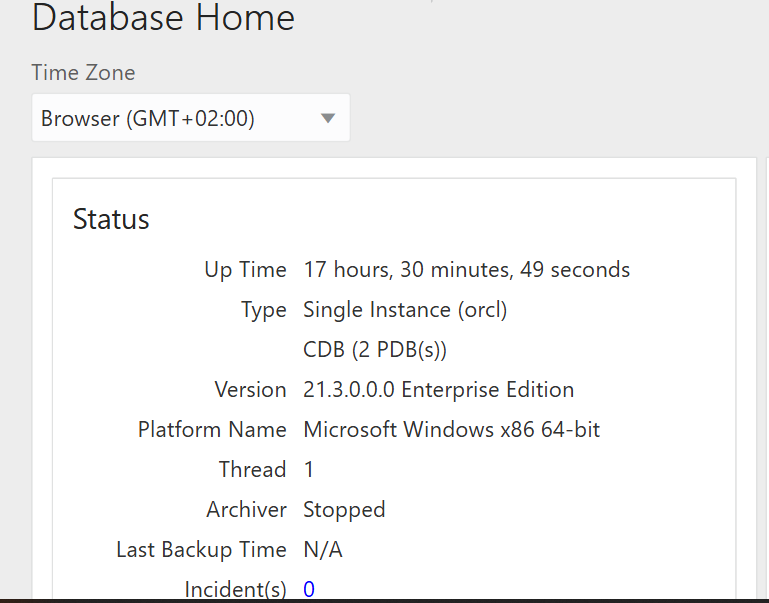 Database Home
Time Zone
Browser (GMT+02:00)
Status
Up Time 17 hours, 30 minutes, 49 seconds
Type Single Instance (orcl)
CDB (2 PDB(s))
Version 21.3.0.0.0 Enterprise Edition
Platform Name Microsoft Windows x86 64-bit
Thread 1
Archiver Stopped
Last Backup Time N/A
Incident(s) 0